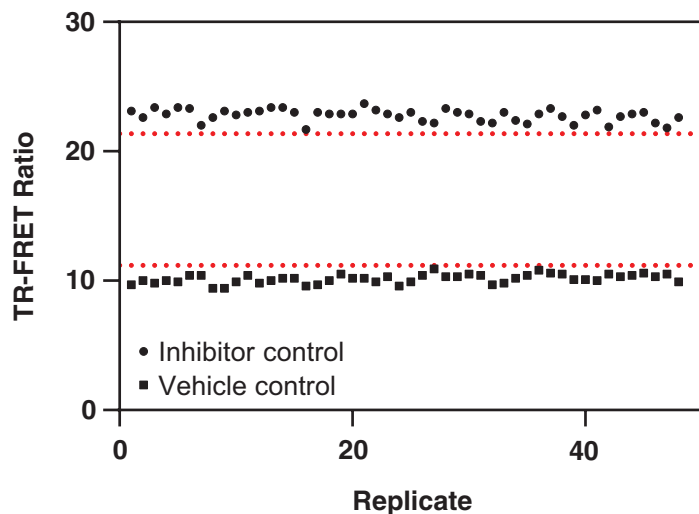 TR-FRET Ratio
30
20
10
0
Inhibitor control
Vehicle control
0 20 40
Replicate